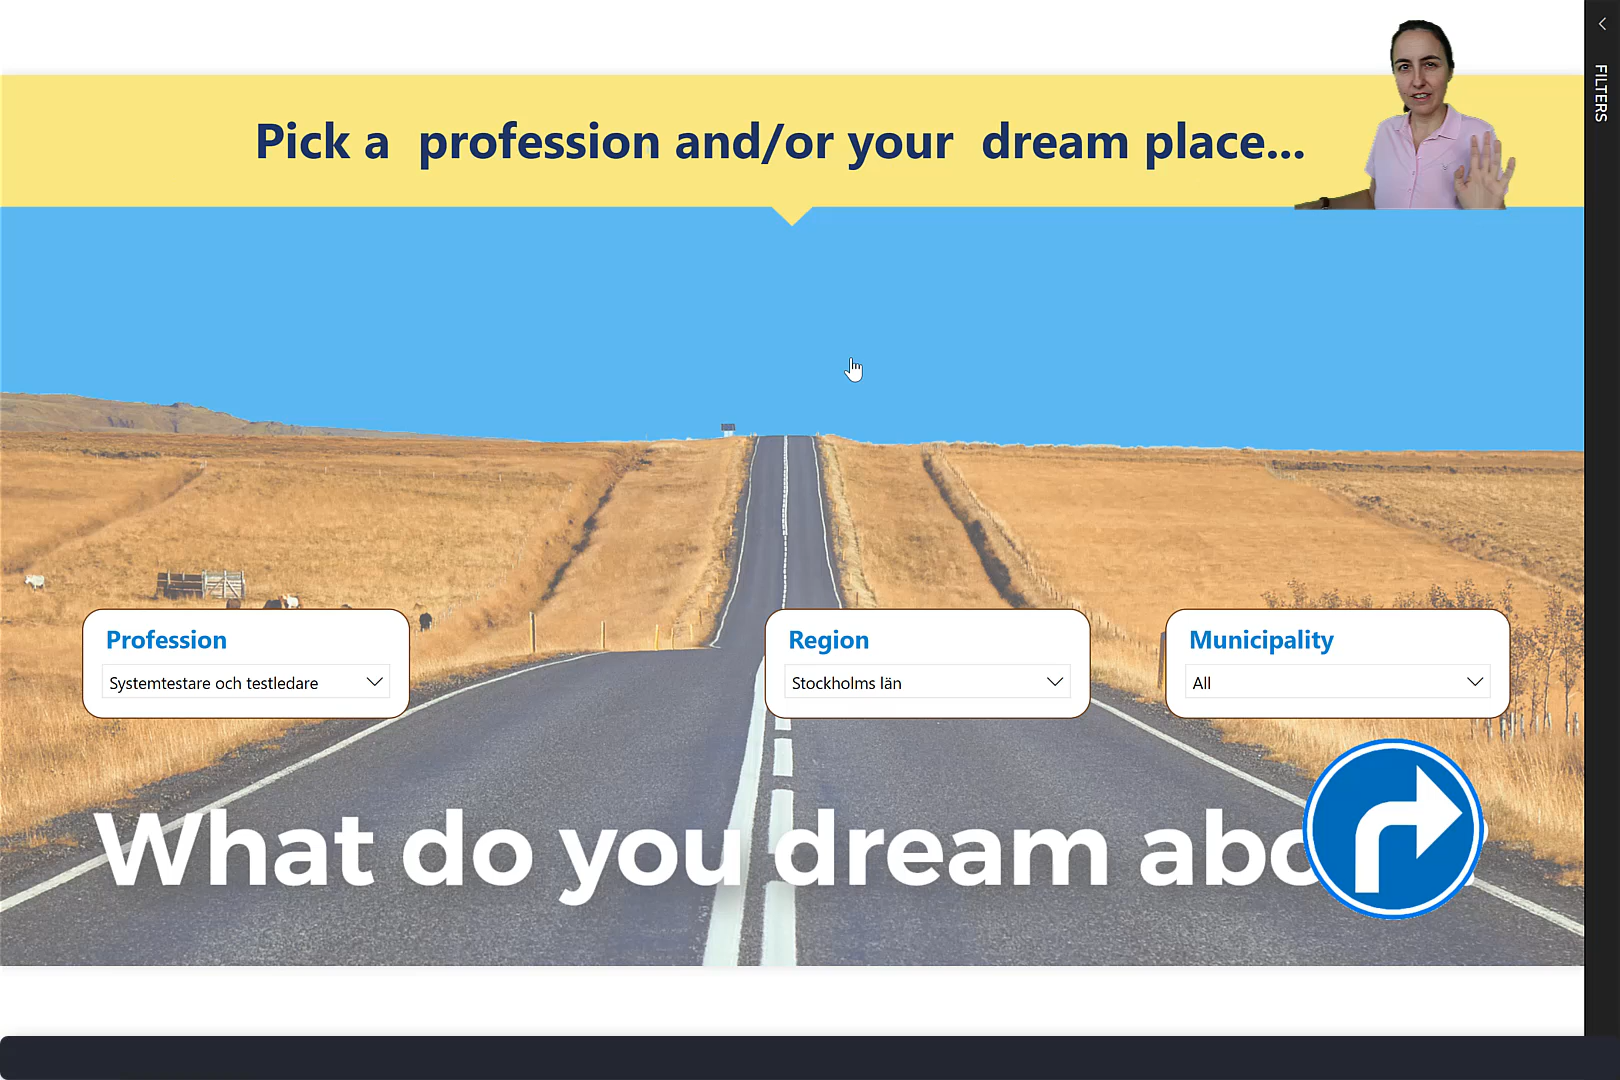 Pick a  profession and/or your  dream place...
FILTERS
Profession
Systemtestare och testledare
Region
Stockholms län
Municipality
All
What do you dream